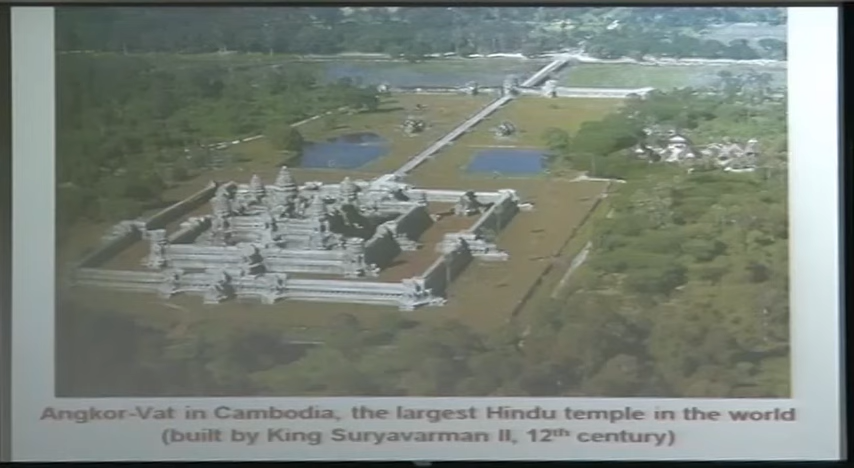 Angkor-Vat in Cambodia, the largest Hindu temple in the world
(built by King Suryavarman II, 12th century)